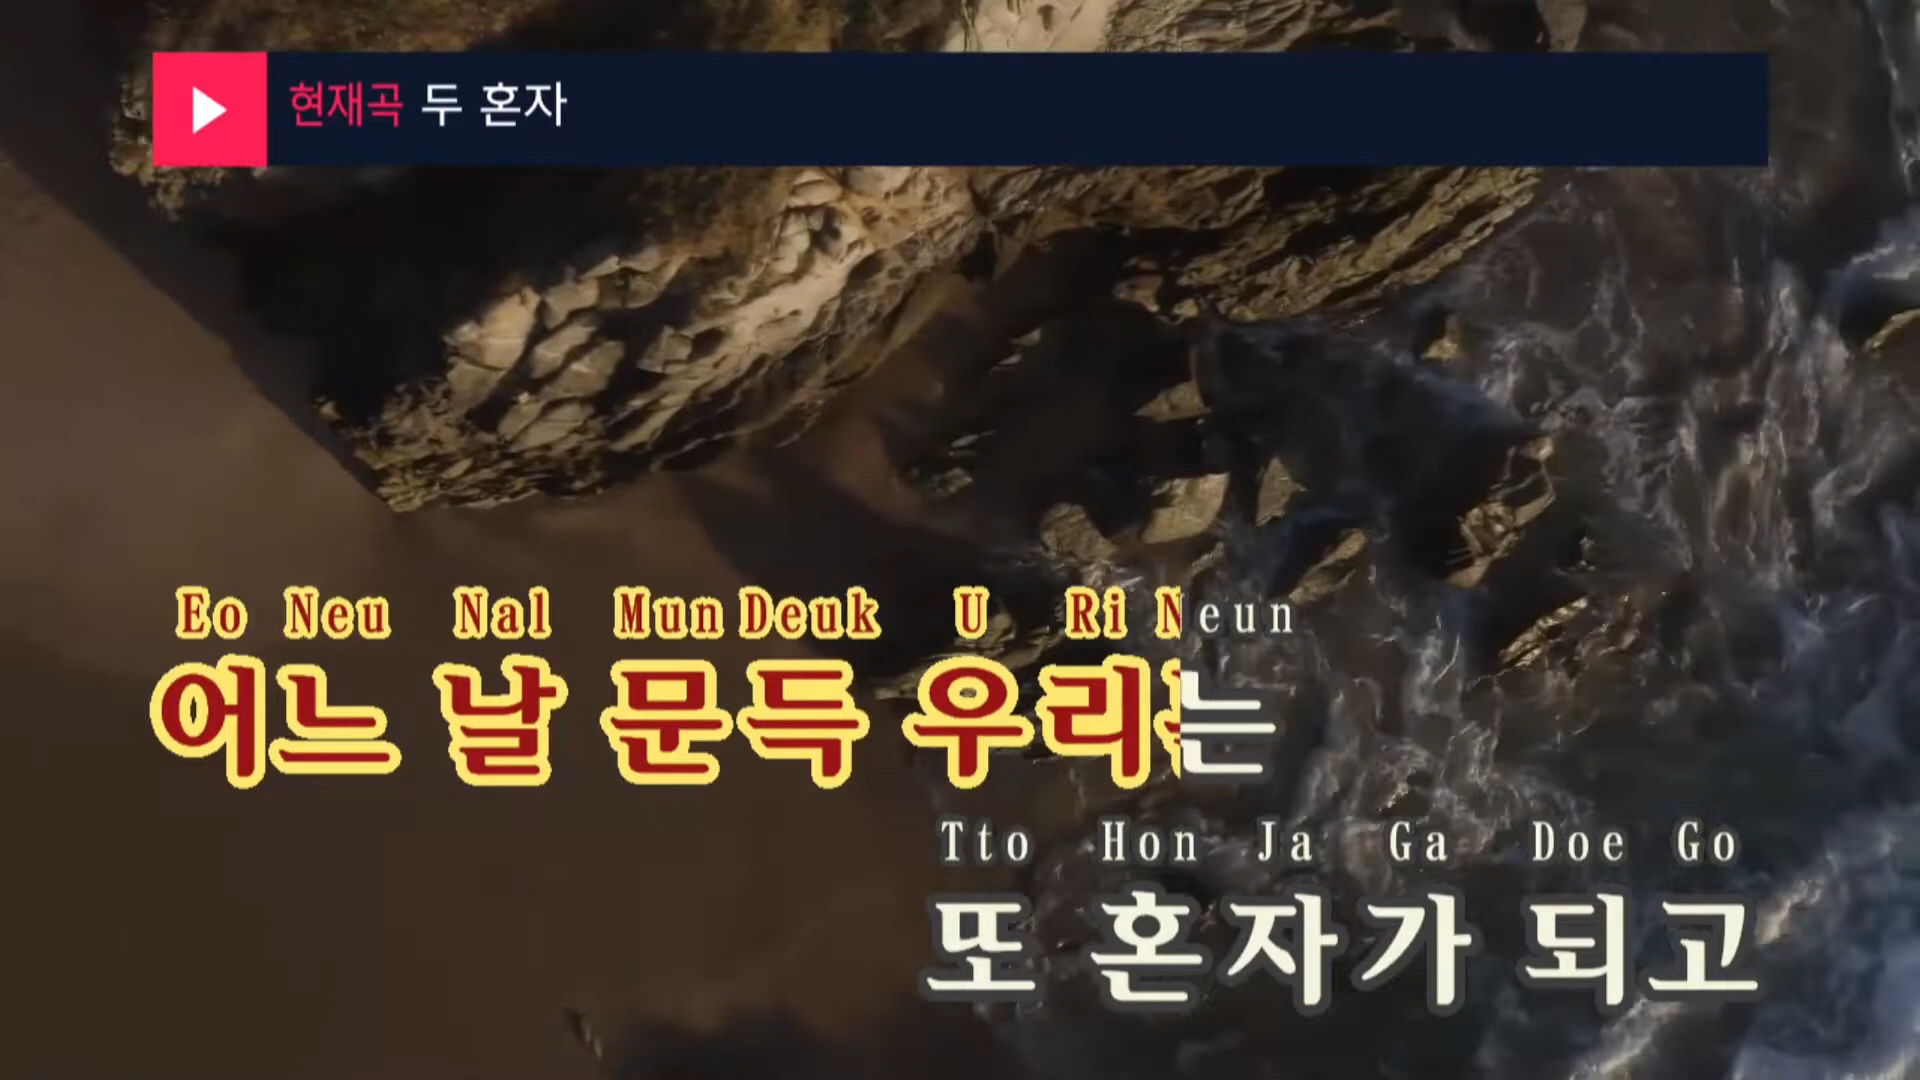 현재곡 두 혼자
Eo Neu Nal Mun Deuk U Ri Neun
어느 날 문득 우리는
Tto Hon Ja Ga Doe Go
또 혼자가 되고